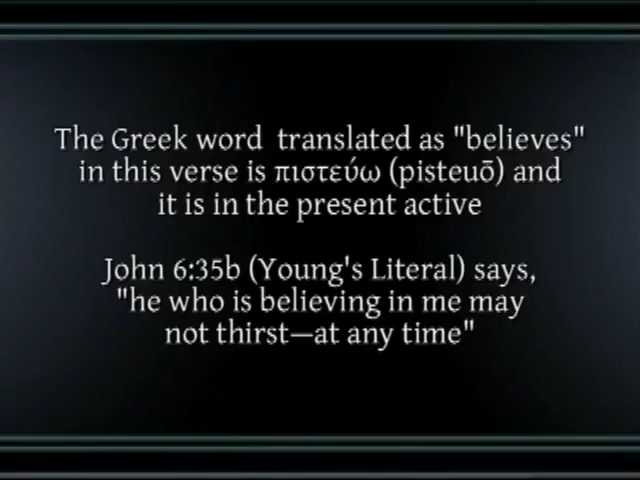 The Greek word  translated as "believes"
in this verse is πιστεύω (pisteuō) and
it is in the present active
John 6:35b (Young's Literal) says,
"he who is believing in me may
not thirst—at any time"